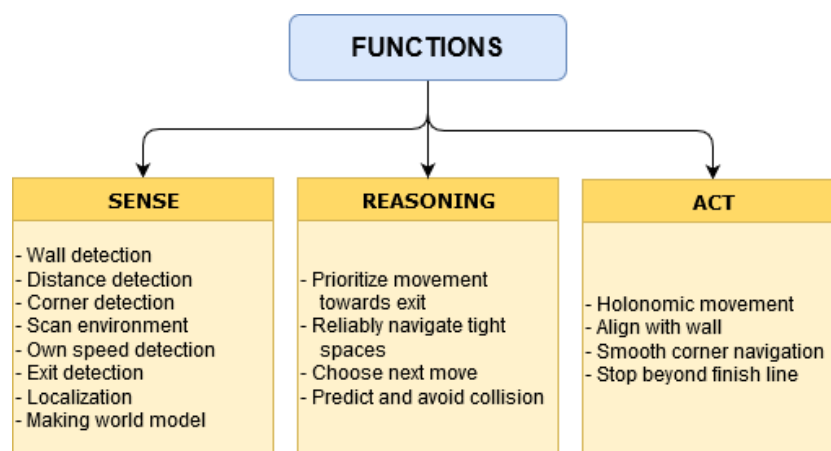 FUNCTIONS
SENSE
- Wall detection
- Distance detection
- Corner detection
- Scan environment
- Own speed detection
- Exit detection
- Localization
- Making world model
REASONING
- Prioritize movement
towards exit
- Reliably navigate tight
spaces
- Choose next move
- Predict and avoid collision
ACT
- Holonomic movement
- Align with wall
- Smooth corner navigation
- Stop beyond finish line